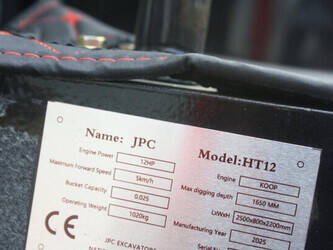 Name: JPC Model:HT12
Engine Power 12HP Engine KOOP
Maximum Forward Speed 5km/h Max digging depth 1650 MM
Bucket Capacity 0.025 LxWxH 2500x800x2200mm
Operating Weight 1020kg Manufacturing Year 2025
CE
JPC EXCAVATOR